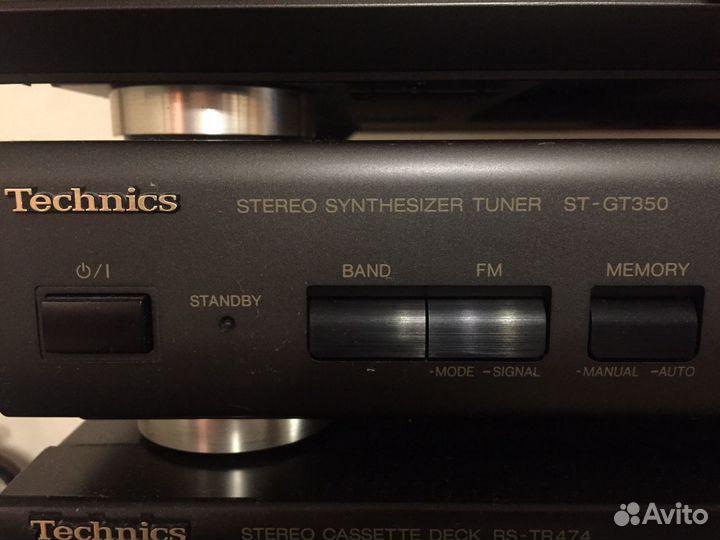 Technics STEREO SYNTHESIZER TUNER ST-GT350
⏻/I STANDBY BAND FM MEMORY
-MODE -SIGNAL -MANUAL -AUTO
Technics STEREO CASSETTE DECK RS-TR474
Avito